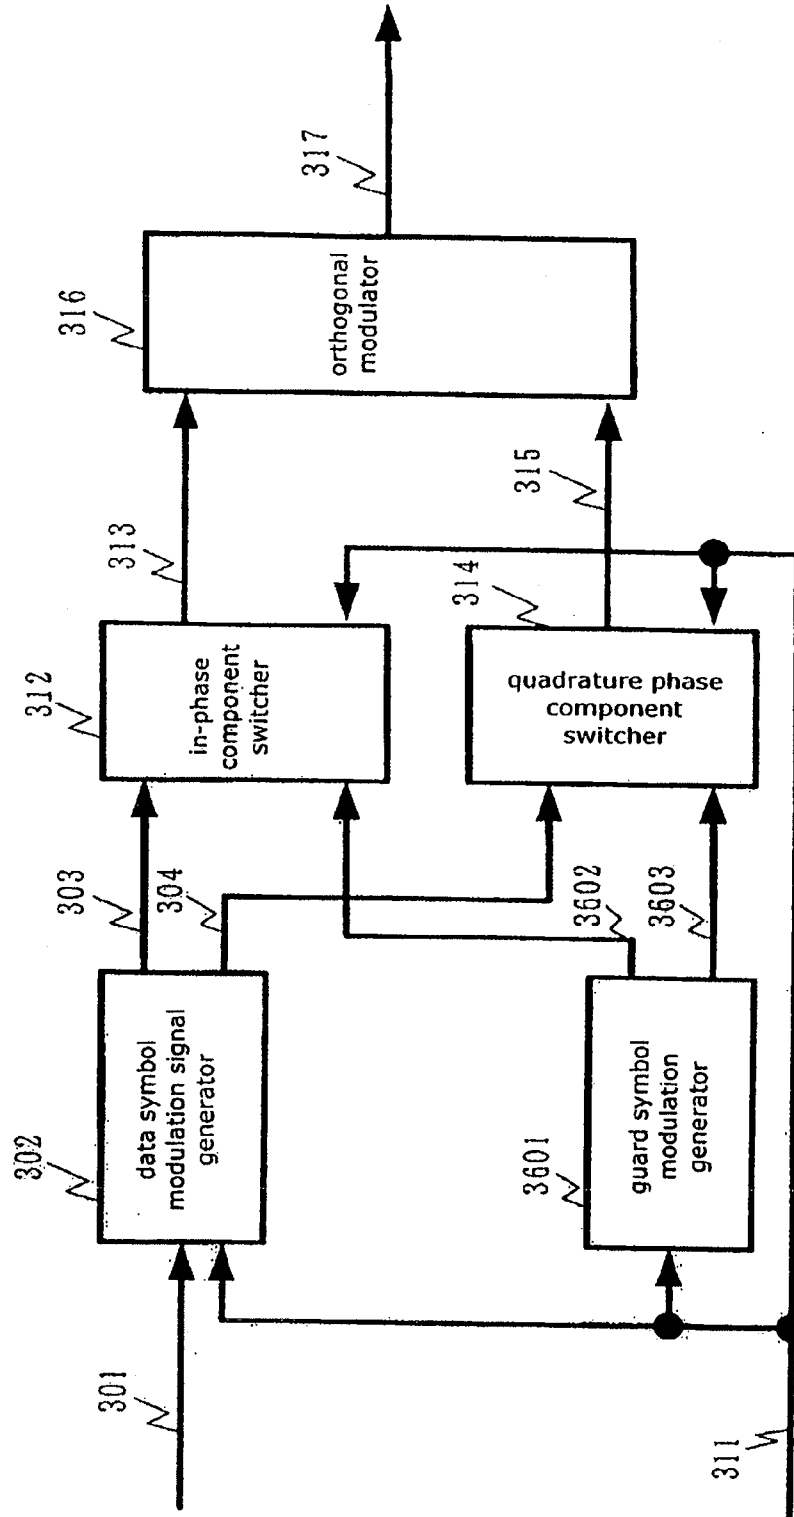 301
302
data symbol
modulation signal
generator
303
304
312
in-phase
component
switcher
313
316
orthogonal
modulator
317
311
3601
guard symbol
modulation
generator
3602
3603
314
quadrature phase
component
switcher
315